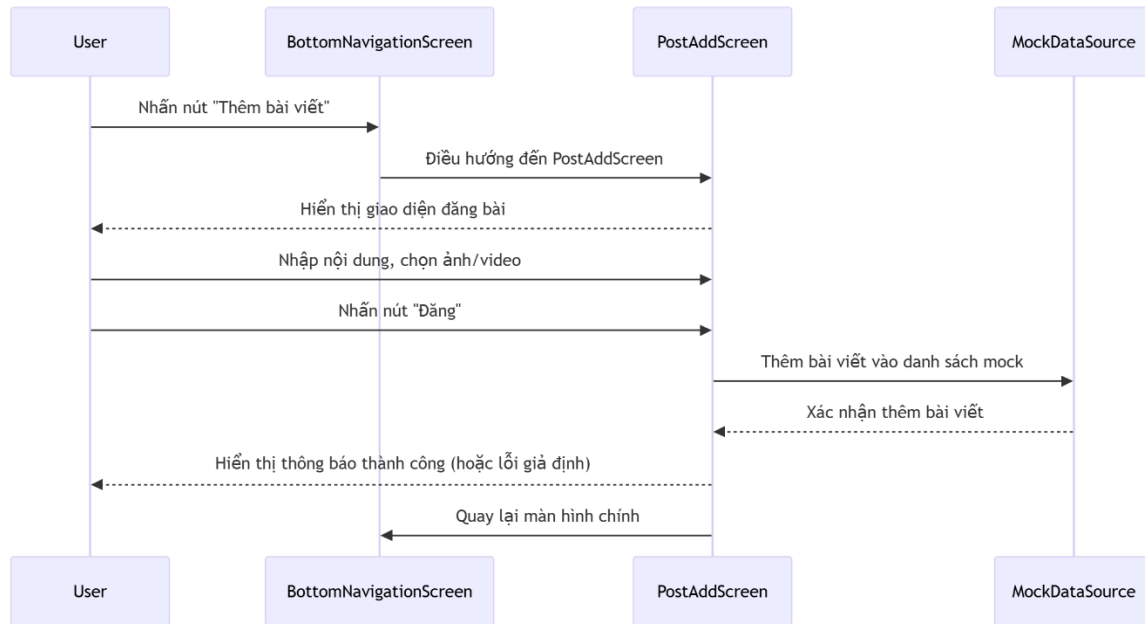 User
BottomNavigationScreen
PostAddScreen
MockDataSource
Nhấn nút "Thêm bài viết"
Điều hướng đến PostAddScreen
Hiển thị giao diện đăng bài
Nhập nội dung, chọn ảnh/video
Nhấn nút "Đăng"
Thêm bài viết vào danh sách mock
Xác nhận thêm bài viết
Hiển thị thông báo thành công (hoặc lỗi giả định)
Quay lại màn hình chính
User
BottomNavigationScreen
PostAddScreen
MockDataSource